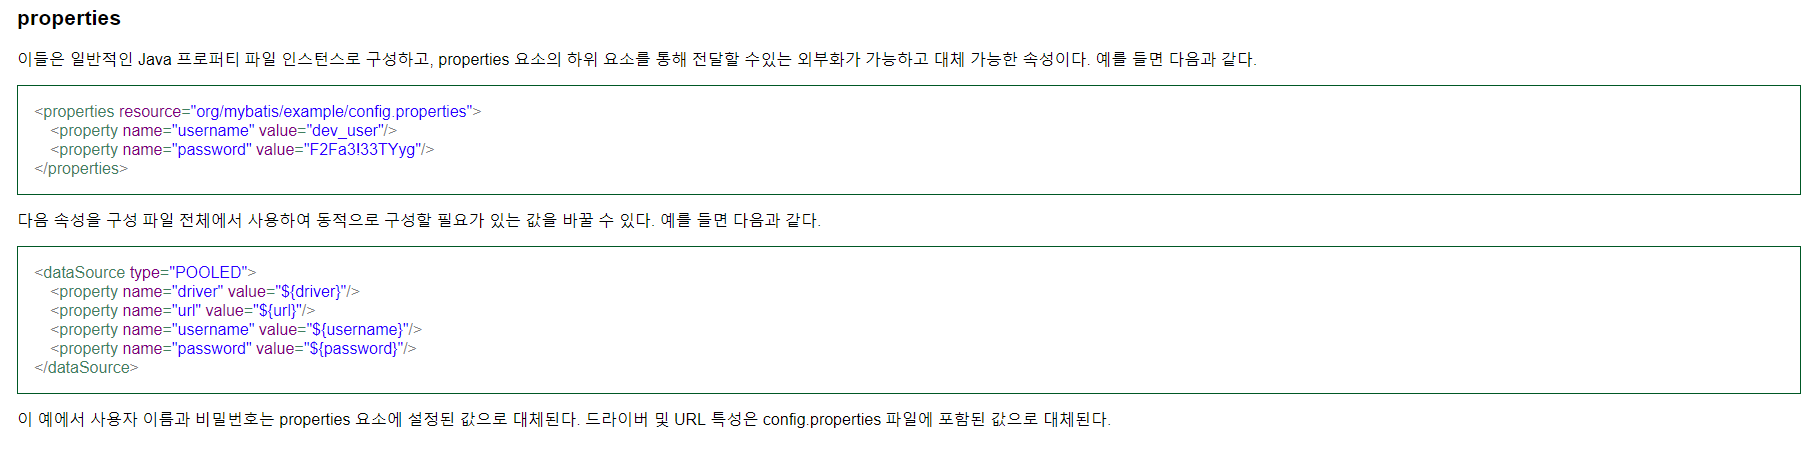 properties
이들은 일반적인 Java 프로퍼티 파일 인스턴스로 구성하고, properties 요소의 하위 요소를 통해 전달할 수있는 외부화가 가능하고 대체 가능한 속성이다. 예를 들면 다음과 같다.
<properties resource="org/mybatis/example/config.properties">
<property name="username" value="dev_user"/>
<property name="password" value="F2Fa3!33TYyg"/>
</properties>
다음 속성을 구성 파일 전체에서 사용하여 동적으로 구성할 필요가 있는 값을 바꿀 수 있다. 예를 들면 다음과 같다.
<dataSource type="POOLED">
<property name="driver" value="${driver}"/>
<property name="url" value="${url}"/>
<property name="username" value="${username}"/>
<property name="password" value="${password}"/>
</dataSource>
이 예에서 사용자 이름과 비밀번호는 properties 요소에 설정된 값으로 대체된다. 드라이버 및 URL 특성은 config.properties 파일에 포함된 값으로 대체된다.